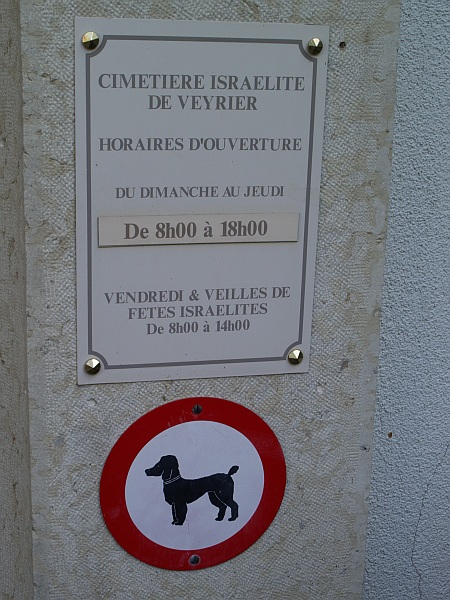 CIMETIERE ISRAELITE
DE VEYRIER
HORAIRES D'OUVERTURE
DU DIMANCHE AU JEUDI
De 8h00 à 18h00
VENDREDI & VEILLES DE
FETES ISRAELITES
De 8h00 à 14h00